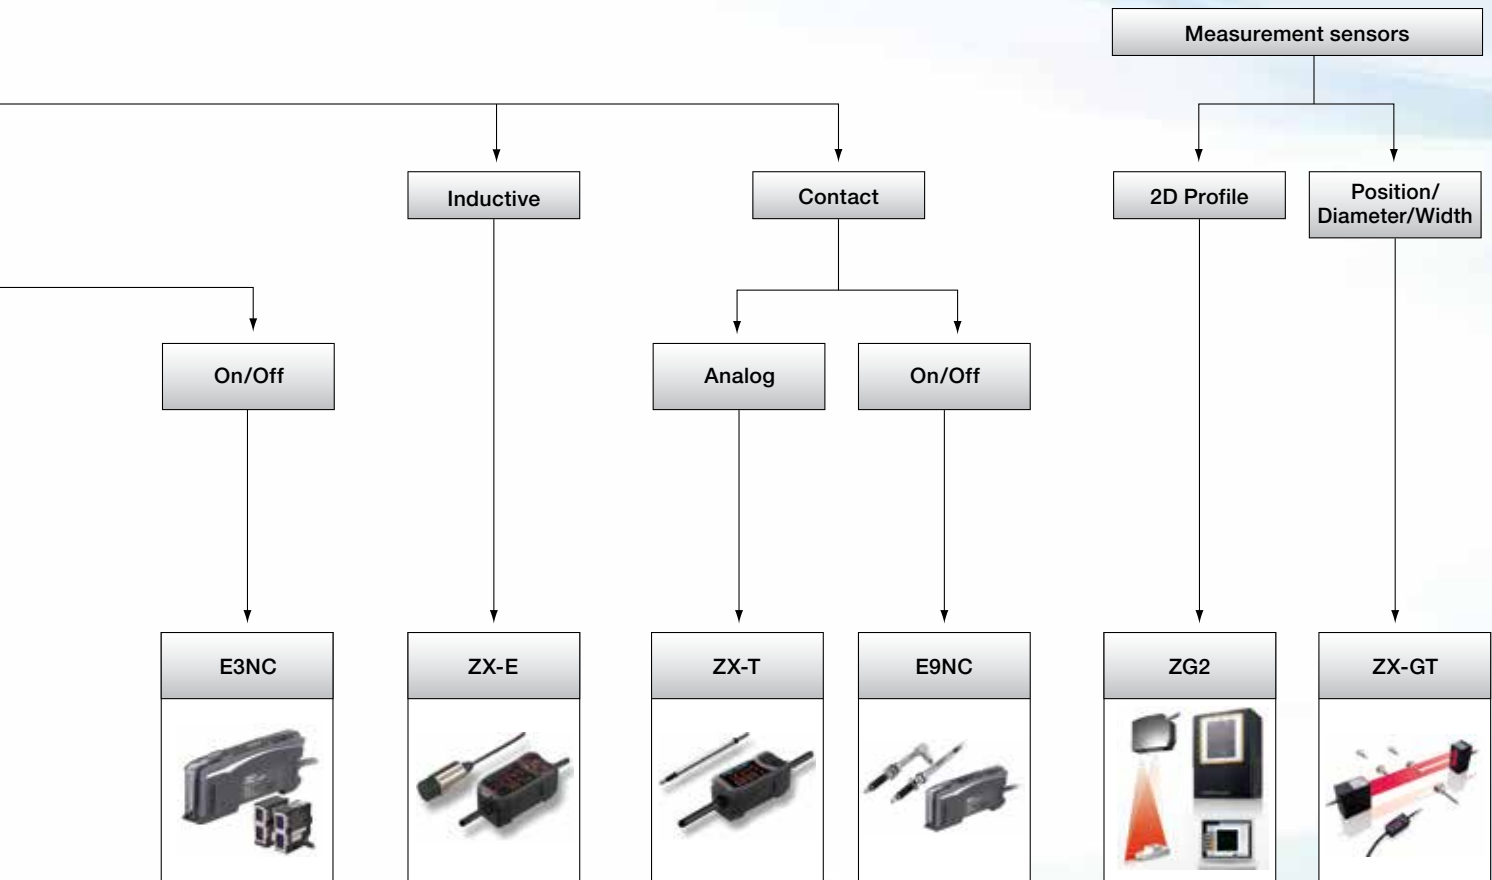 Measurement sensors
Inductive
Contact
2D Profile
Position/
Diameter/Width
On/Off
Analog
On/Off
E3NC
ZX-E
ZX-T
E9NC
ZG2
ZX-GT